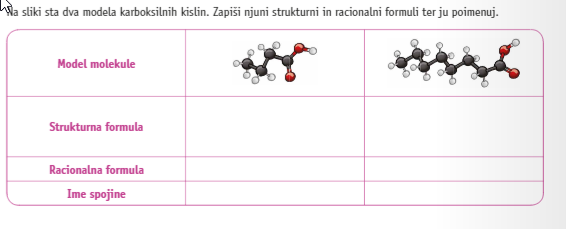 Na sliki sta dva modela karboksilnih kislin. Zapiši njuni strukturni in racionalni formuli ter ju poimenuj.
Model molekule
Strukturna formula
Racionalna formula
Ime spojine